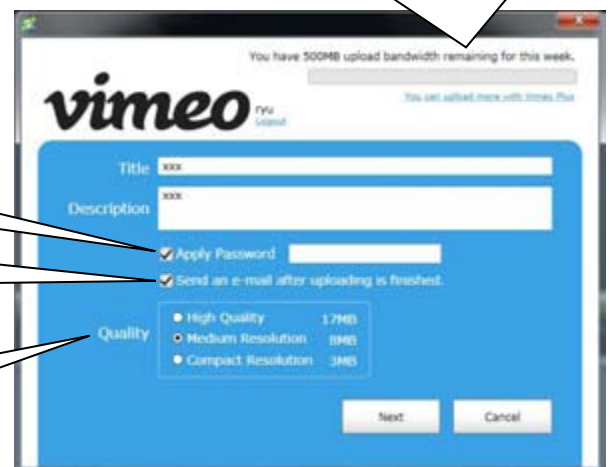 You have 500MB upload bandwidth remaining for this week.
You can upload more with Vimeo Plus
vimeo
ryu
Logout
Title xxx
Description xxx
Apply Password
Send an e-mail after uploading is finished.
Quality
High Quality 17MB
Medium Resolution 8MB
Compact Resolution 3MB
Next Cancel